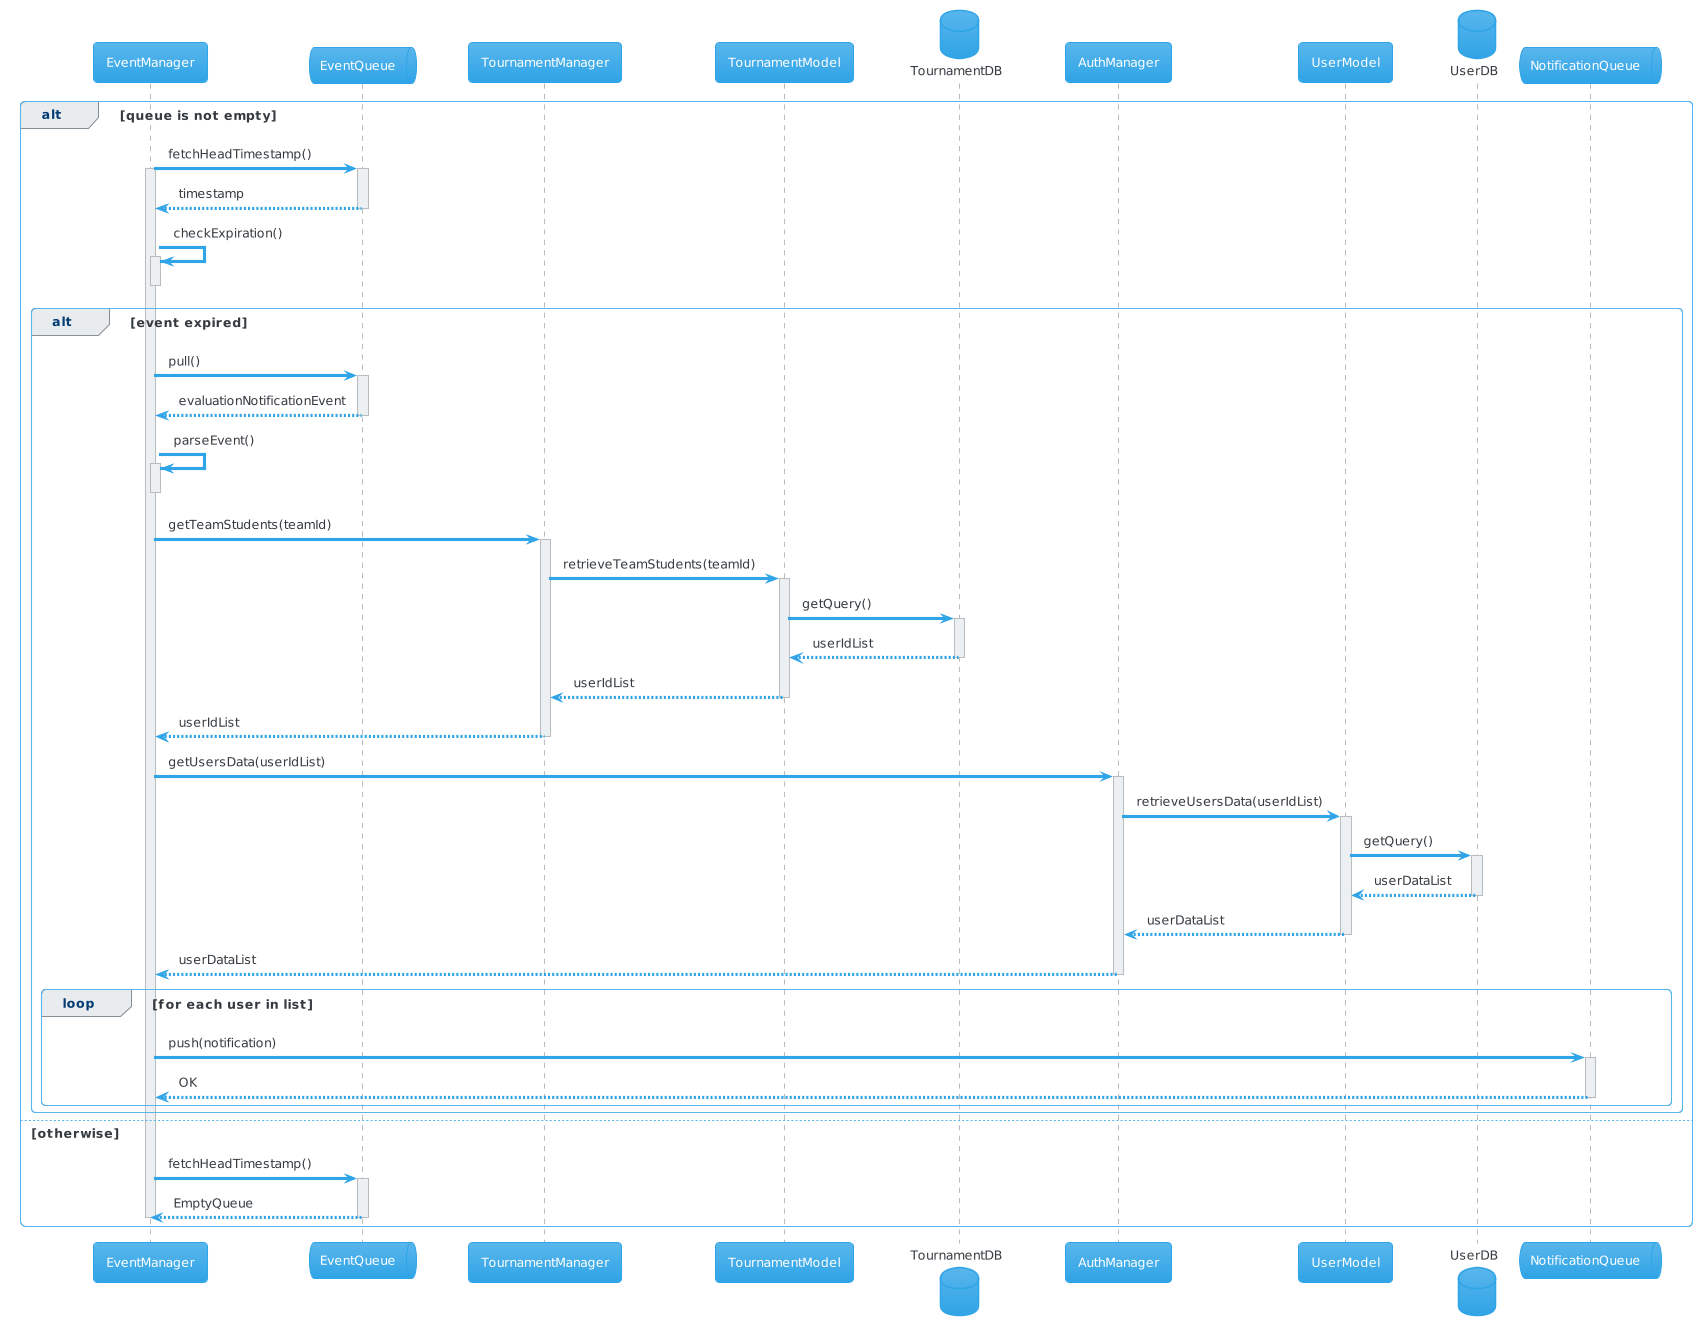 EventManager
EventQueue
TournamentManager
TournamentModel
TournamentDB
AuthManager
UserModel
UserDB
NotificationQueue
alt [queue is not empty]
fetchHeadTimestamp()
timestamp
checkExpiration()
alt [event expired]
pull()
evaluationNotificationEvent
parseEvent()
getTeamStudents(teamId)
retrieveTeamStudents(teamId)
getQuery()
userIdList
userIdList
userIdList
getUsersData(userIdList)
retrieveUsersData(userIdList)
getQuery()
userDataList
userDataList
userDataList
loop [for each user in list]
push(notification)
OK
[otherwise]
fetchHeadTimestamp()
EmptyQueue
EventManager
EventQueue
TournamentManager
TournamentModel
TournamentDB
AuthManager
UserModel
UserDB
NotificationQueue